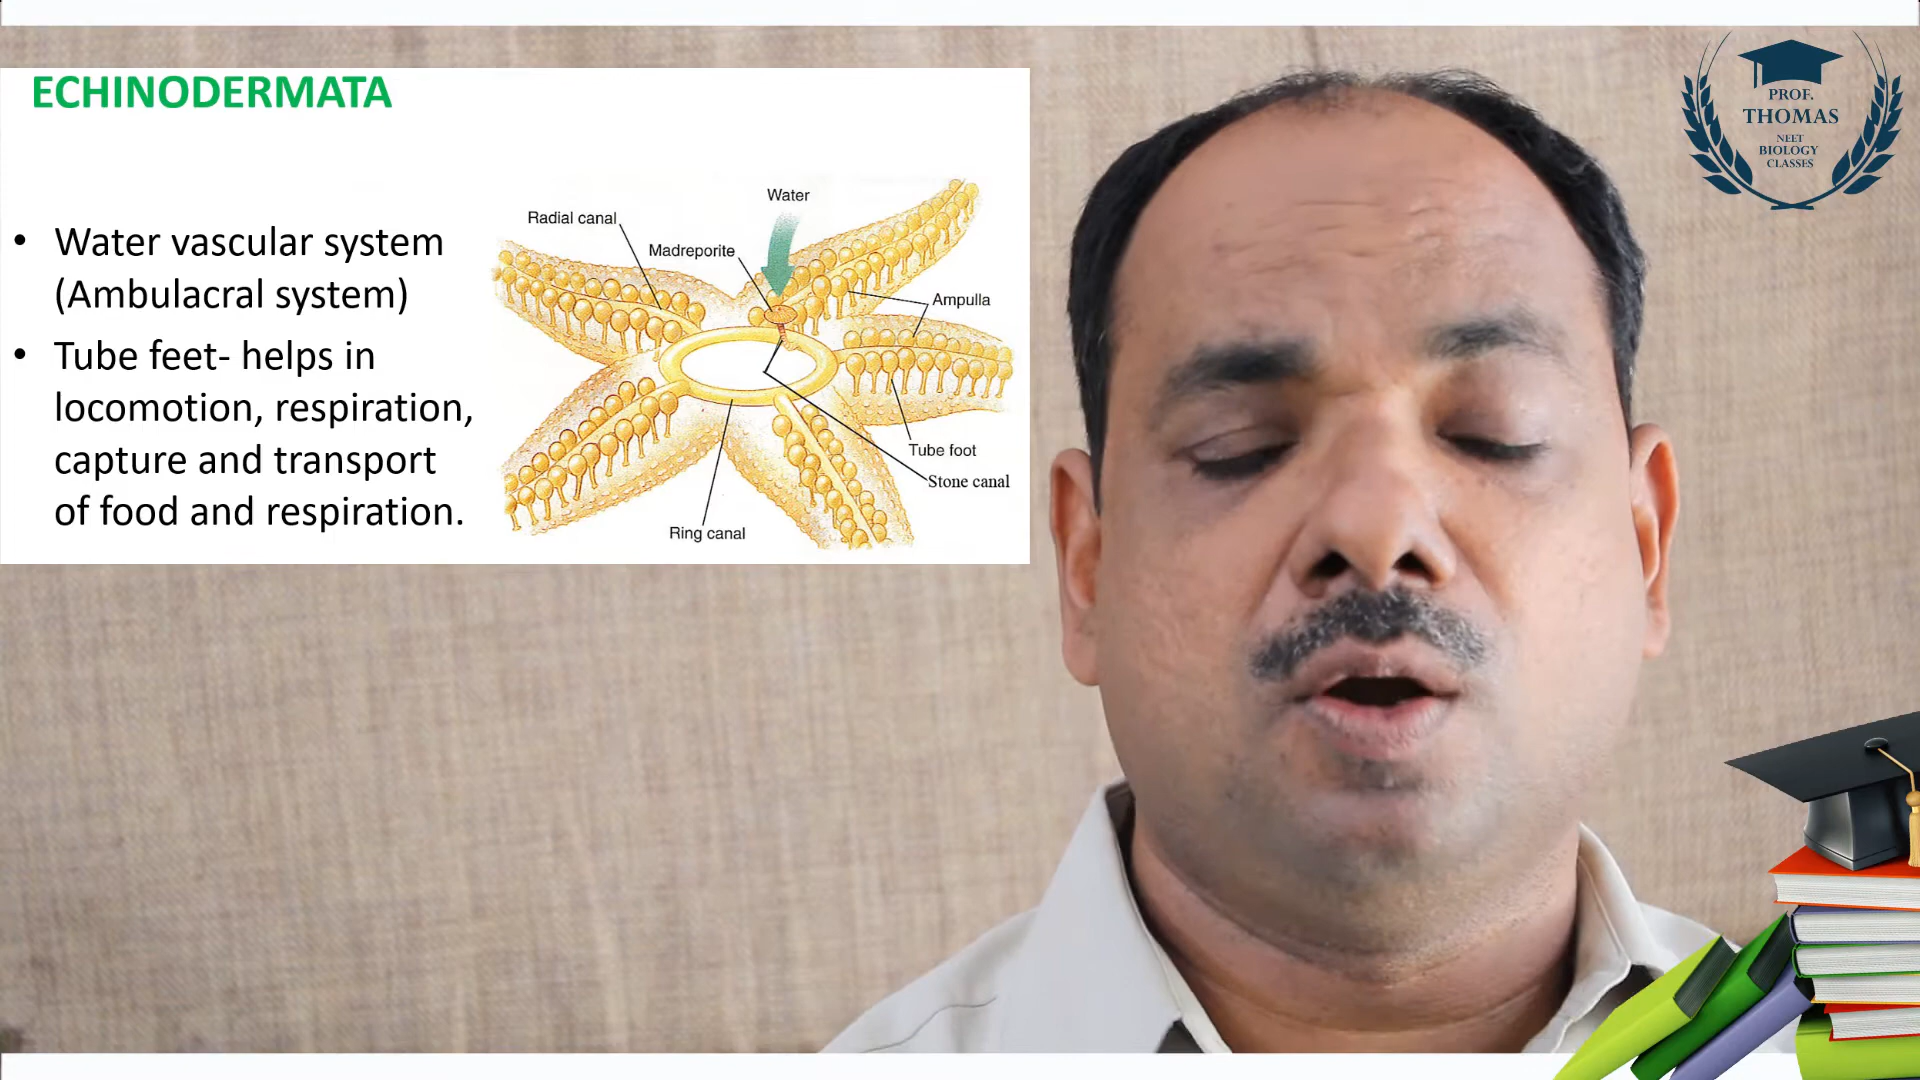 ECHINODERMATA
• Water vascular system
(Ambulacral system)
• Tube feet- helps in
locomotion, respiration,
capture and transport
of food and respiration.
Water
Radial canal
Madreporite
Ampulla
Tube foot
Stone canal
Ring canal
PROF.
THOMAS
NEET
BIOLOGY
CLASSES